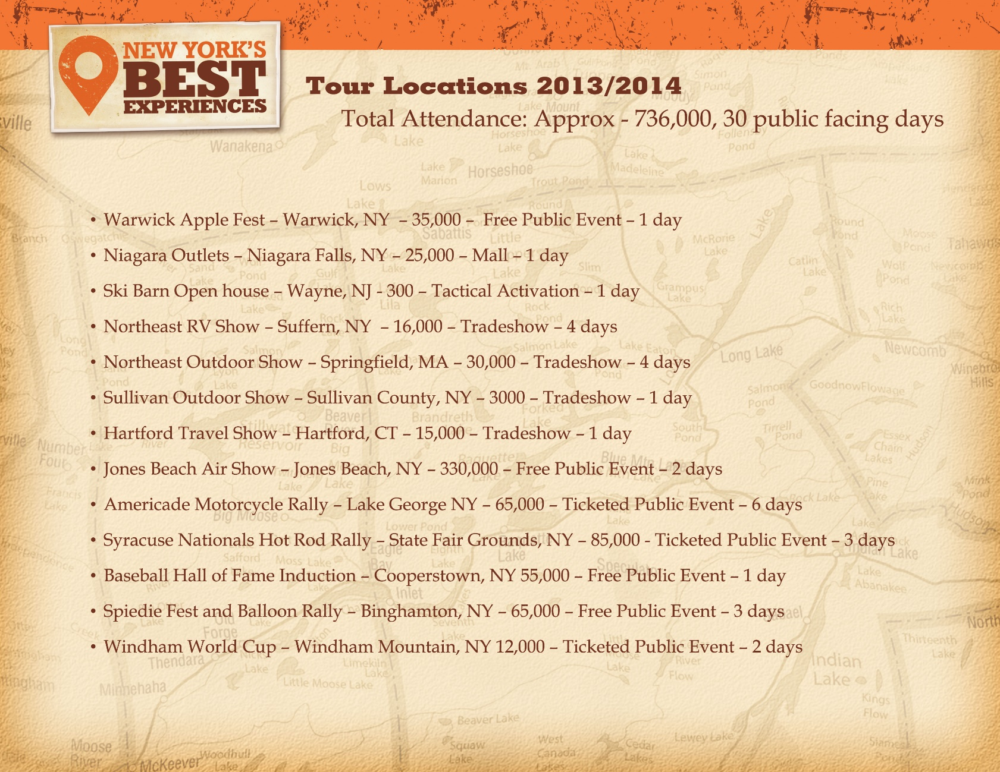 NEW YORK'S
BEST
EXPERIENCES
Tour Locations 2013/2014
Total Attendance: Approx - 736,000, 30 public facing days
• Warwick Apple Fest – Warwick, NY – 35,000 – Free Public Event – 1 day
• Niagara Outlets – Niagara Falls, NY – 25,000 – Mall – 1 day
• Ski Barn Open house – Wayne, NJ - 300 – Tactical Activation – 1 day
• Northeast RV Show – Suffern, NY – 16,000 – Tradeshow – 4 days
• Northeast Outdoor Show – Springfield, MA – 30,000 – Tradeshow – 4 days
• Sullivan Outdoor Show – Sullivan County, NY – 3000 – Tradeshow – 1 day
• Hartford Travel Show – Hartford, CT – 15,000 – Tradeshow – 1 day
• Jones Beach Air Show – Jones Beach, NY – 330,000 – Free Public Event – 2 days
• Americade Motorcycle Rally – Lake George NY – 65,000 – Ticketed Public Event – 6 days
• Syracuse Nationals Hot Rod Rally – State Fair Grounds, NY – 85,000 - Ticketed Public Event – 3 days
• Baseball Hall of Fame Induction – Cooperstown, NY 55,000 – Free Public Event – 1 day
• Spiedie Fest and Balloon Rally – Binghamton, NY – 65,000 – Free Public Event – 3 days
• Windham World Cup – Windham Mountain, NY 12,000 – Ticketed Public Event – 2 days